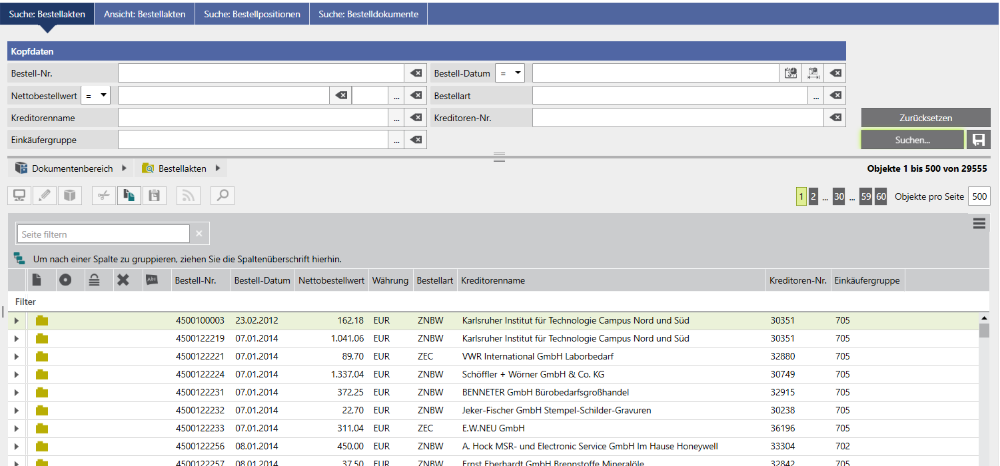 Suche: Bestellakten Ansicht: Bestellakten Suche: Bestellpositionen Suche: Bestelldokumente
Kopfdaten
Bestell-Nr. Bestell-Datum =
Nettobestellwert = ... Bestellart ...
Kreditorenname ... Kreditoren-Nr. Zurücksetzen
Einkäufergruppe ... Suchen...
Dokumentenbereich Bestellakten Objekte 1 bis 500 von 29555
1 2 ... 30 ... 59 60 Objekte pro Seite 500
Seite filtern
Um nach einer Spalte zu gruppieren, ziehen Sie die Spaltenüberschrift hierhin.
Abc Bestell-Nr. Bestell-Datum Nettobestellwert Währung Bestellart Kreditorenname Kreditoren-Nr. Einkäufergruppe
Filter
4500100003 23.02.2012 162,18 EUR ZNBW Karlsruher Institut für Technologie Campus Nord und Süd 30351 705
4500122219 07.01.2014 1.041,06 EUR ZNBW Karlsruher Institut für Technologie Campus Nord und Süd 30351 705
4500122221 07.01.2014 89,70 EUR ZEC VWR International GmbH Laborbedarf 32880 705
4500122224 07.01.2014 1.337,04 EUR ZNBW Schöffler + Wörner GmbH & Co. KG 30749 705
4500122231 07.01.2014 372,25 EUR ZNBW BENNETER GmbH Bürobedarfsgroßhandel 32915 705
4500122232 07.01.2014 22,70 EUR ZNBW Jeker-Fischer GmbH Stempel-Schilder-Gravuren 30238 705
4500122233 07.01.2014 311,04 EUR ZEC E.W.NEU GmbH 36196 705
4500122256 08.01.2014 450,00 EUR ZNBW A. Hock MSR- und Electronic Service GmbH Im Hause Honeywell 33304 702
4500122257 08.01.2014 37,50 EUR ZNBW Ernst Eberhardt GmbH Brennstoffe Mineralöle 32842 705